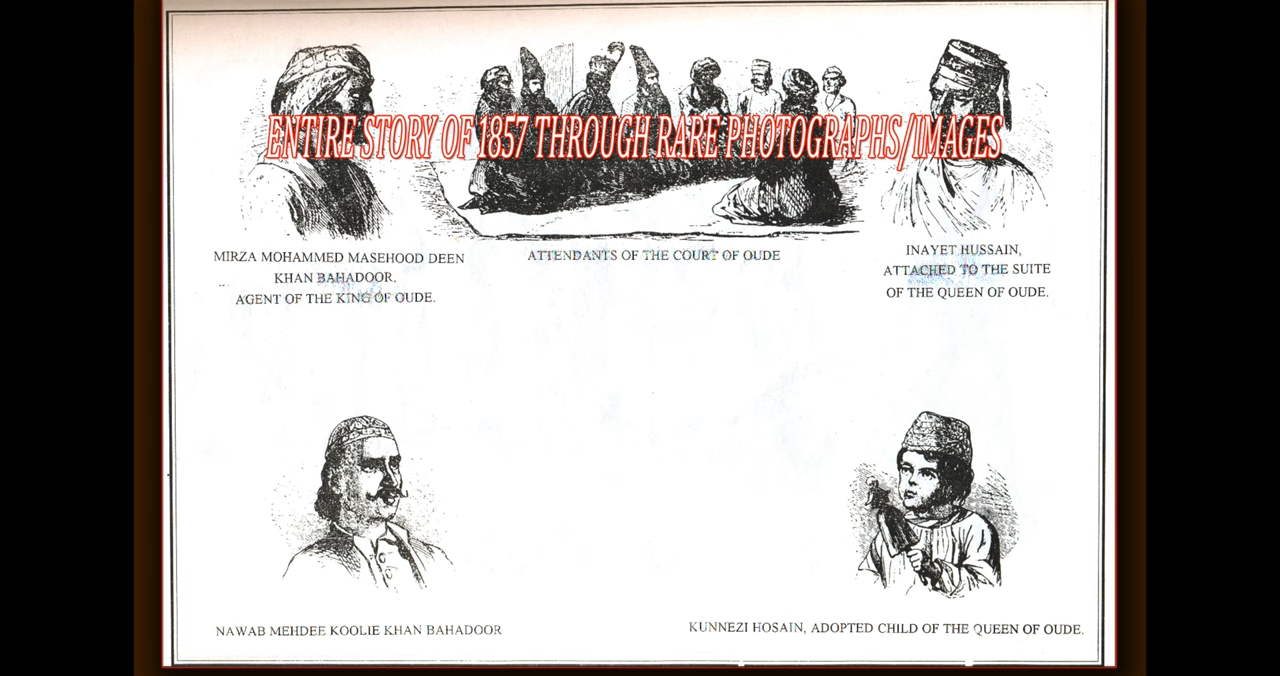 ENTIRE STORY OF 1857 THROUGH RARE PHOTOGRAPHS/IMAGES
MIRZA MOHAMMED MASEHOOD DEEN
KHAN BAHADOOR,
AGENT OF THE KING OF OUDE.
ATTENDANTS OF THE COURT OF OUDE
INAYET HUSSAIN,
ATTACHED TO THE SUITE
OF THE QUEEN OF OUDE.
NAWAB MEHDEE KOOLIE KHAN BAHADOOR
KUNNEZI HOSAIN, ADOPTED CHILD OF THE QUEEN OF OUDE.